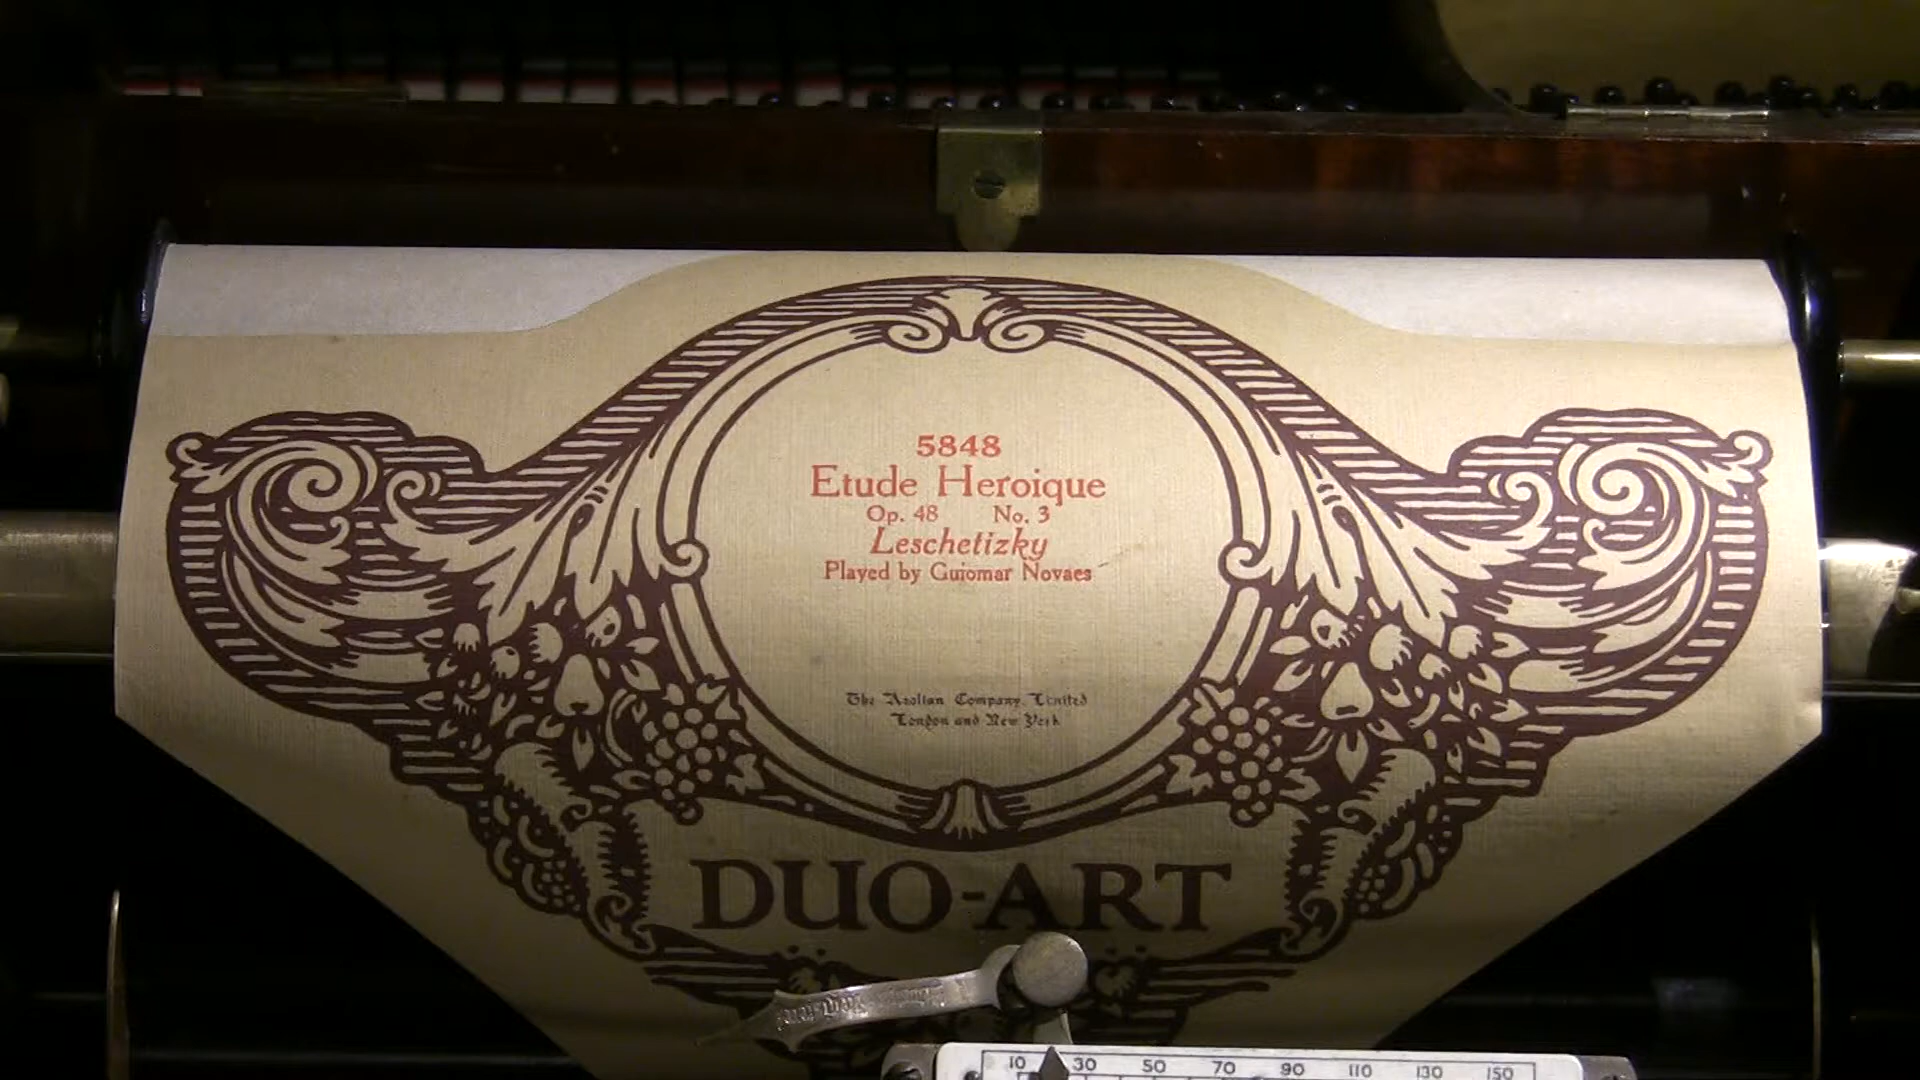 5848
Etude Heroique
Op. 48 No. 3
Leschetizky
Played by Guiomar Novaes
The Aeolian Company, Limited
London and New York
DUO-ART
10 30 50 70 90 110 130 150